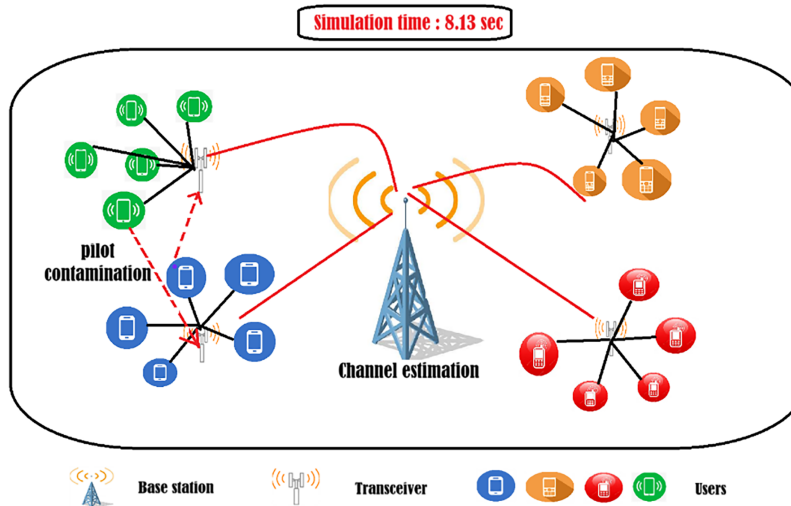 Simulation time : 8.13 sec
pilot
contamination
Channel estimation
Base station
Transceiver
Users